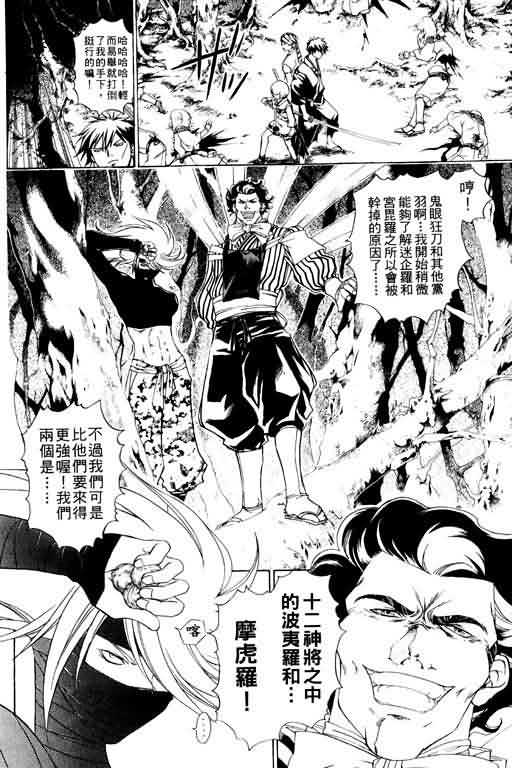 哈哈哈哈！輕
而易舉就打倒
了我的手下，
挺行的嘛！
哼！
鬼眼狂刀和其他黨
羽啊…我開始稍微
能夠了解迷企羅和
宮毘羅之所以會被
幹掉的原因了……
不過我們可是
比他們要來得
更強喔！我們
兩個是……
十二神將之中
的波夷羅和…
摩虎羅！
喀
……